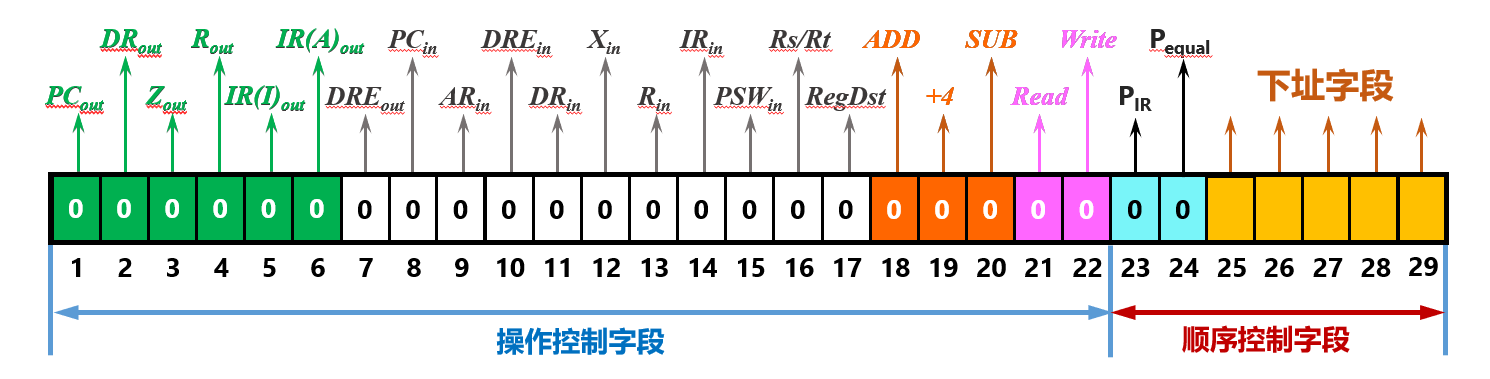 DRout Rout IR(A)out PCin DREin Xin IRin Rs/Rt ADD SUB Write Pequal
PCout Zout IR(I)out DREout ARin DRin Rin PSWin RegDst +4 Read PIR 下址字段
0 0 0 0 0 0 0 0 0 0 0 0 0 0 0 0 0 0 0 0 0 0 0 0
1 2 3 4 5 6 7 8 9 10 11 12 13 14 15 16 17 18 19 20 21 22 23 24 25 26 27 28 29
操作控制字段 顺序控制字段